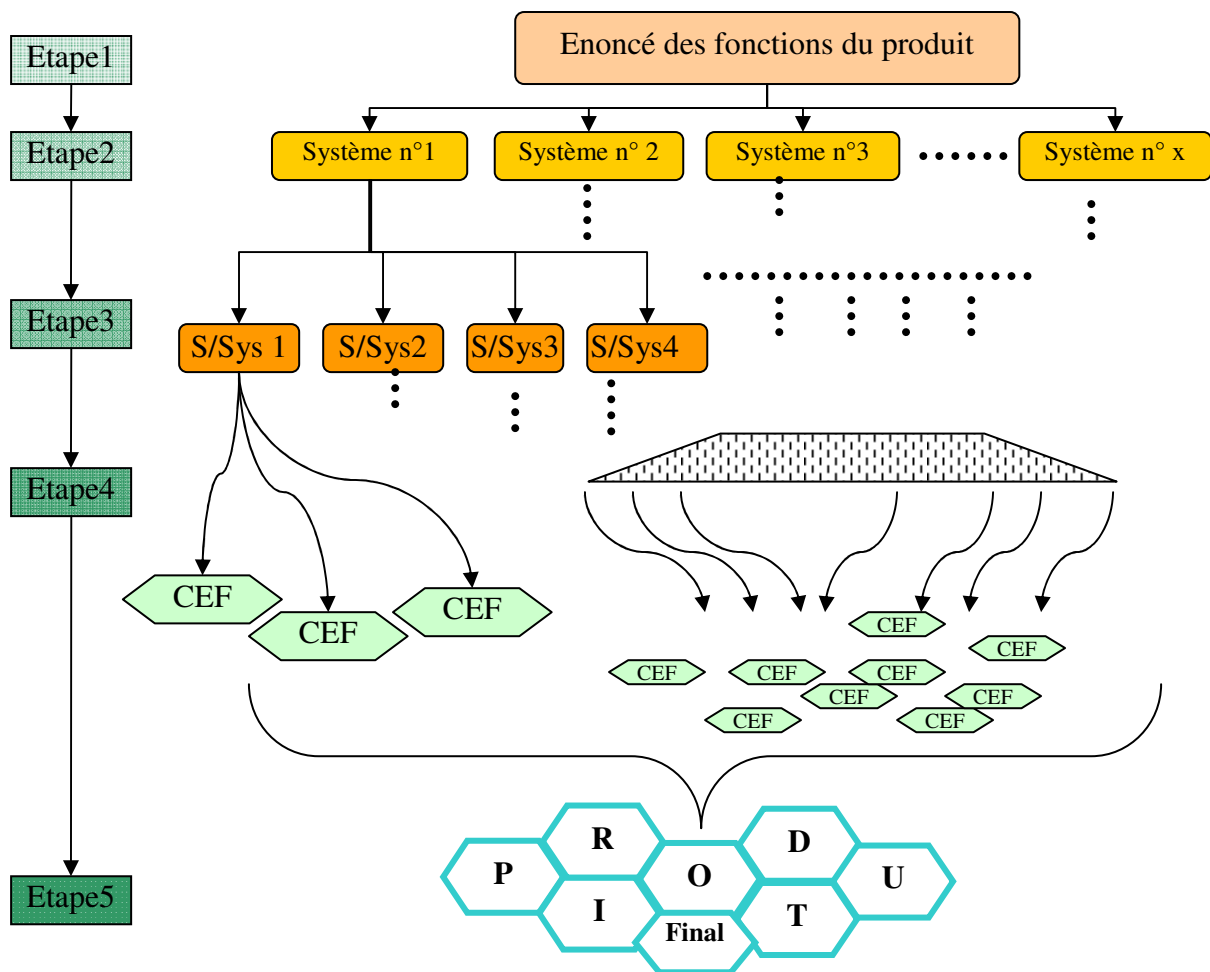 Enoncé des fonctions du produit
Etape1
Etape2
Système n°1
Système n° 2
Système n°3
Système n° x
Etape3
S/Sys 1
S/Sys2
S/Sys3
S/Sys4
Etape4
CEF
CEF
CEF
CEF
CEF
CEF
CEF
CEF
CEF
CEF
CEF
CEF
P
R
O
D
U
I
T
Final
Etape5